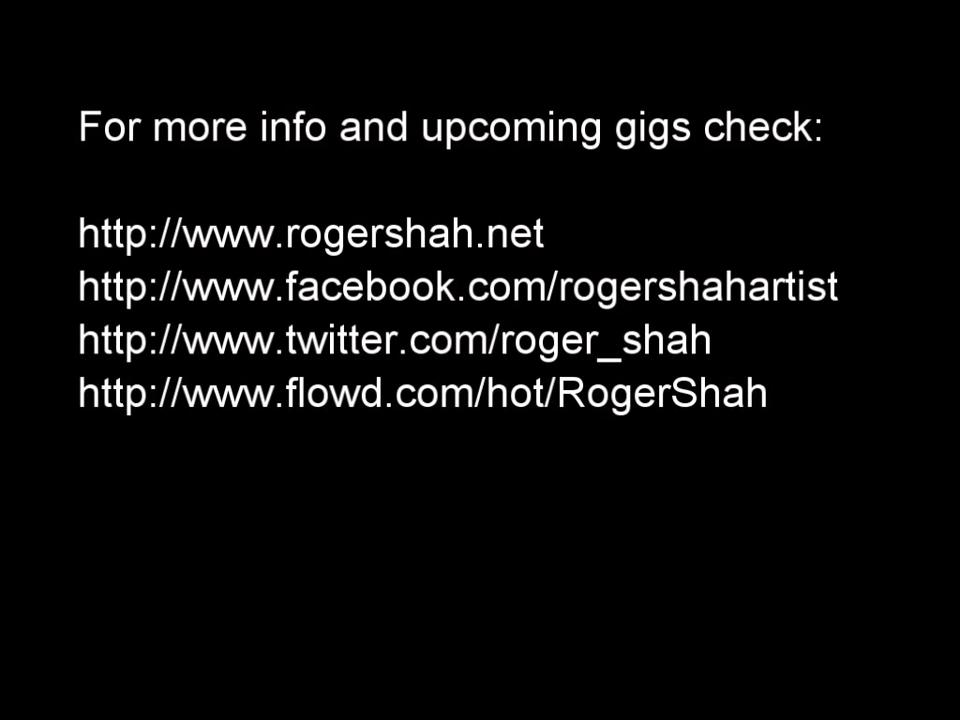 For more info and upcoming gigs check:
http://www.rogershah.net
http://www.facebook.com/rogershahartist
http://www.twitter.com/roger_shah
http://www.flowd.com/hot/RogerShah